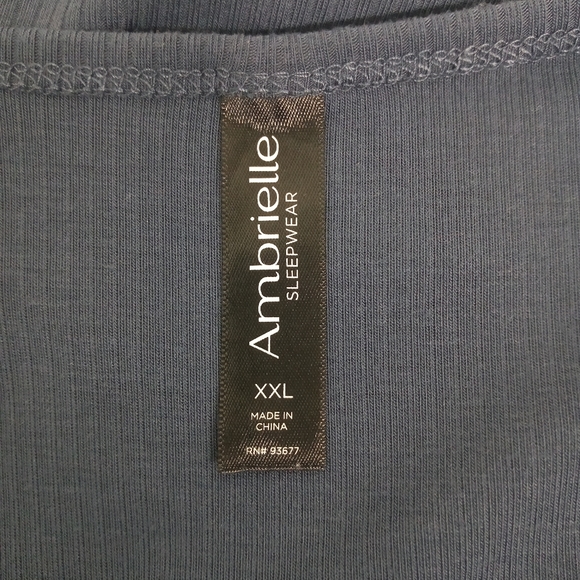 Ambrielle
SLEEPWEAR
XXL
MADE IN
CHINA
RN# 93677